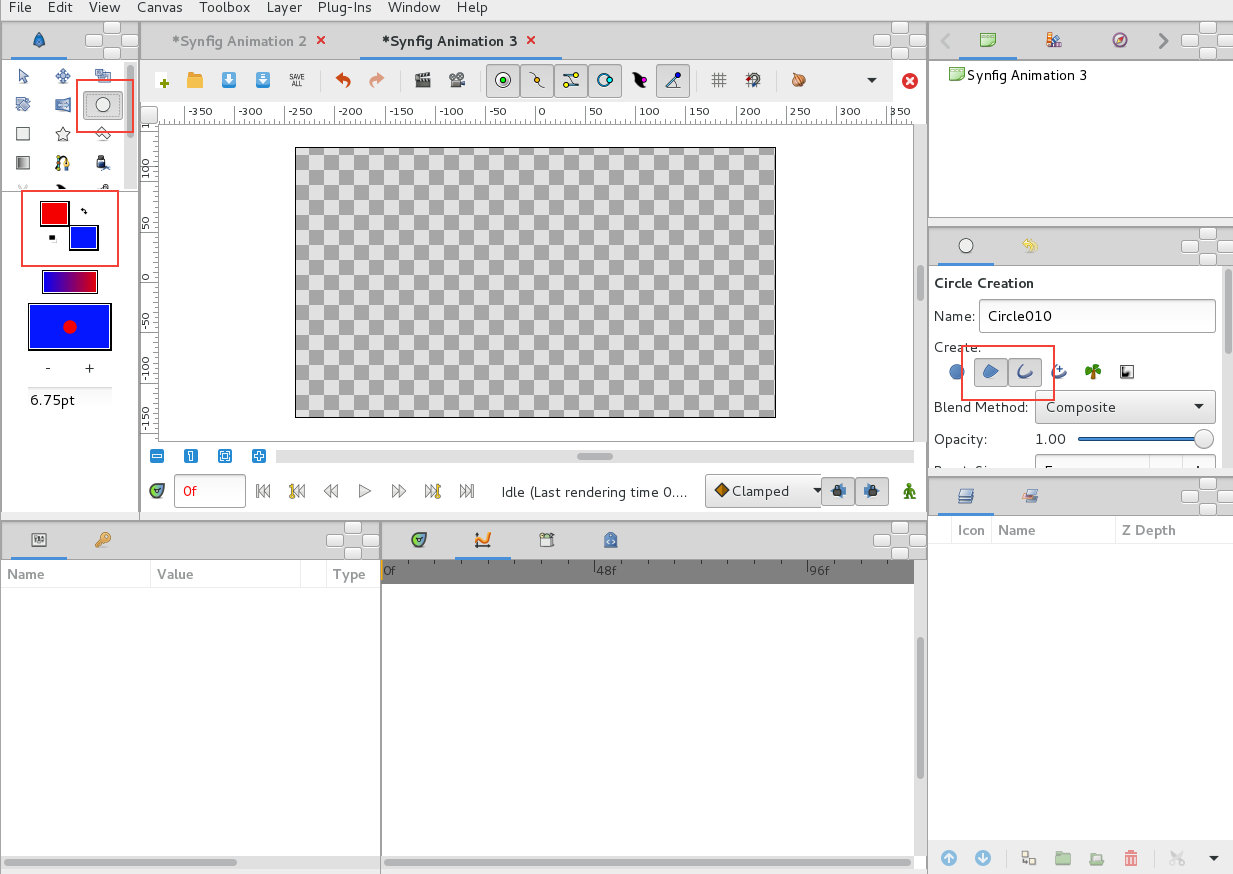 File Edit View Canvas Toolbox Layer Plug-Ins Window Help
*Synfig Animation 2
*Synfig Animation 3
SAVE ALL
-350 -300 -250 -200 -150 -100 -50 0 50 100 150 200 250 300 350
100
50
0
-50
-100
-150
- +
6.75pt
0f
Idle (Last rendering time 0....
Clamped
Synfig Animation 3
Circle Creation
Name: Circle010
Create:
Blend Method: Composite
Opacity: 1.00
Name Value Type
0f 48f 96f
Icon Name Z Depth